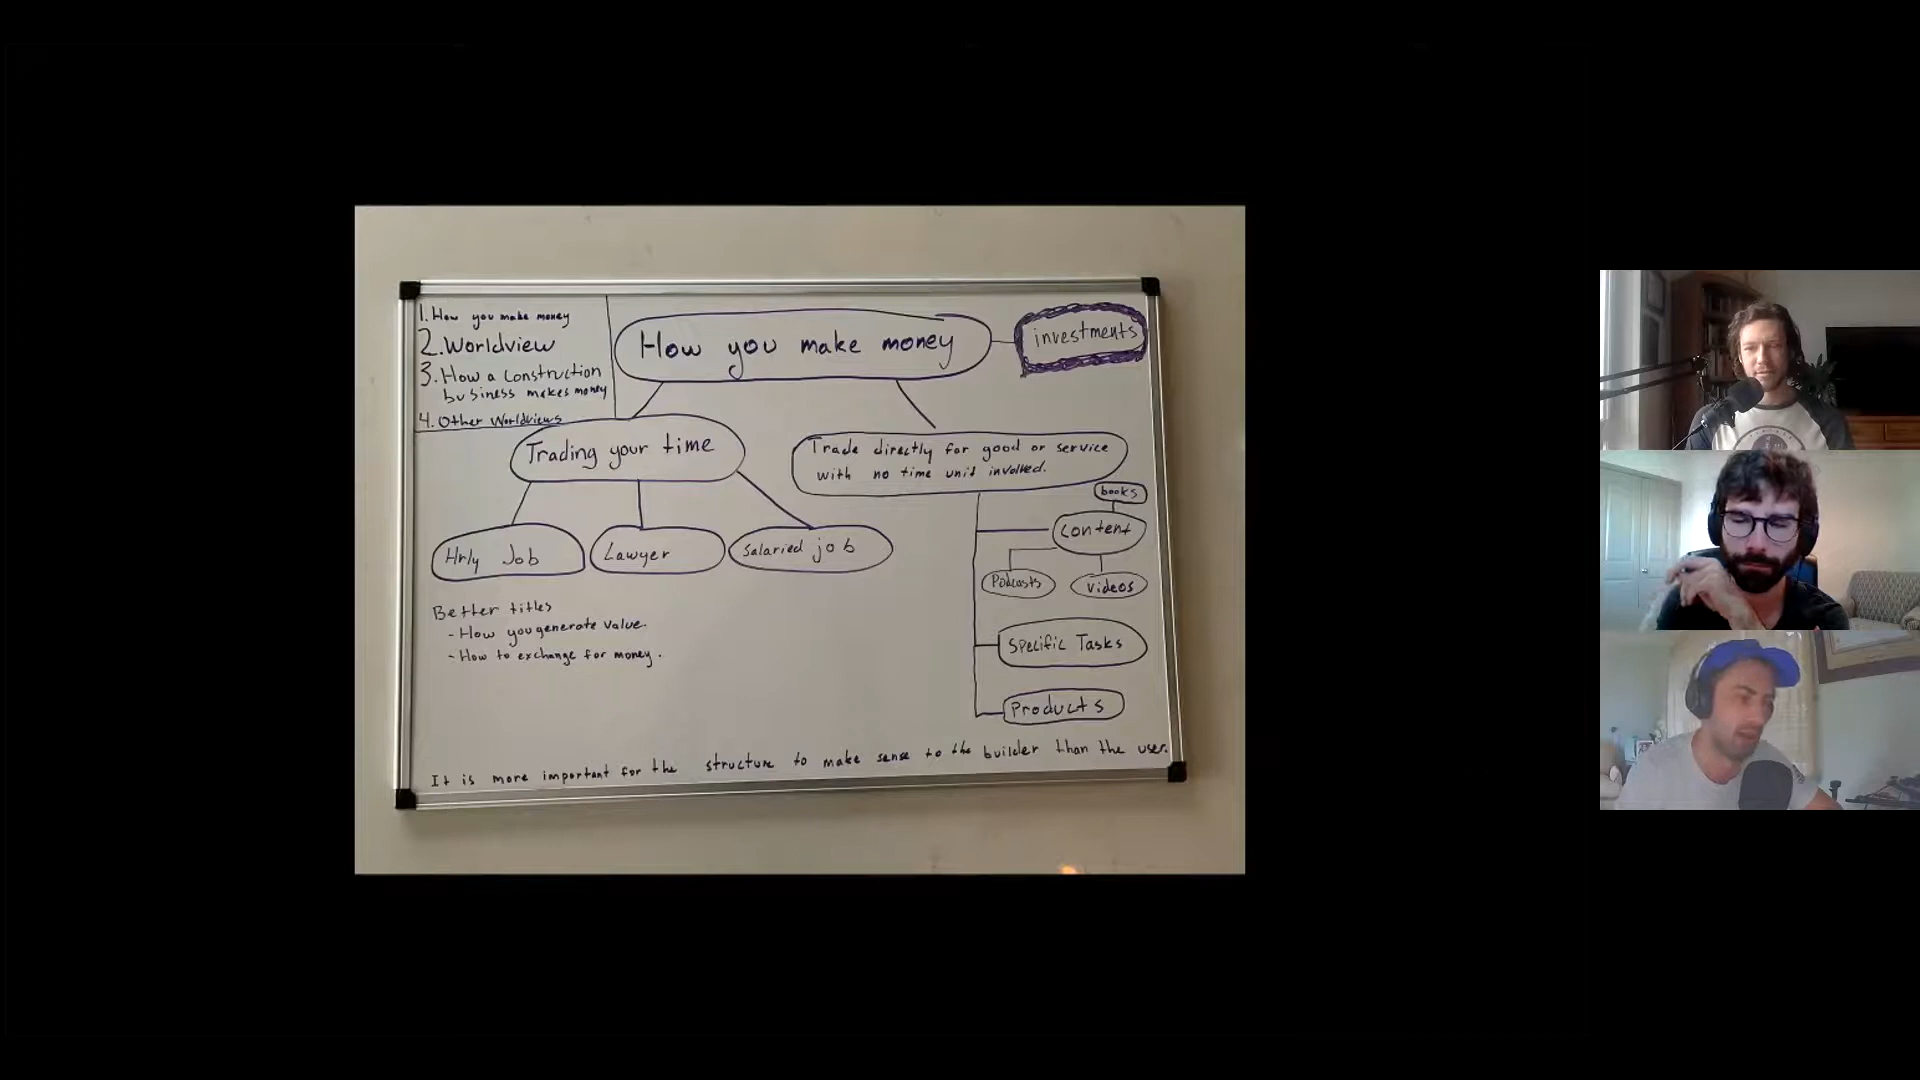 1. How you make money
2. Worldview
3. How a Construction
business makes money
4. Other Worldviews
How you make money
investments
Trading your time
Trade directly for good or service
with no time unit involved.
books
Content
Hrly Job
Lawyer
Salaried job
Podcasts
Videos
Better titles
- How you generate value.
- How to exchange for money.
Specific Tasks
Products
It is more important for the structure to make sense to the builder than the user.